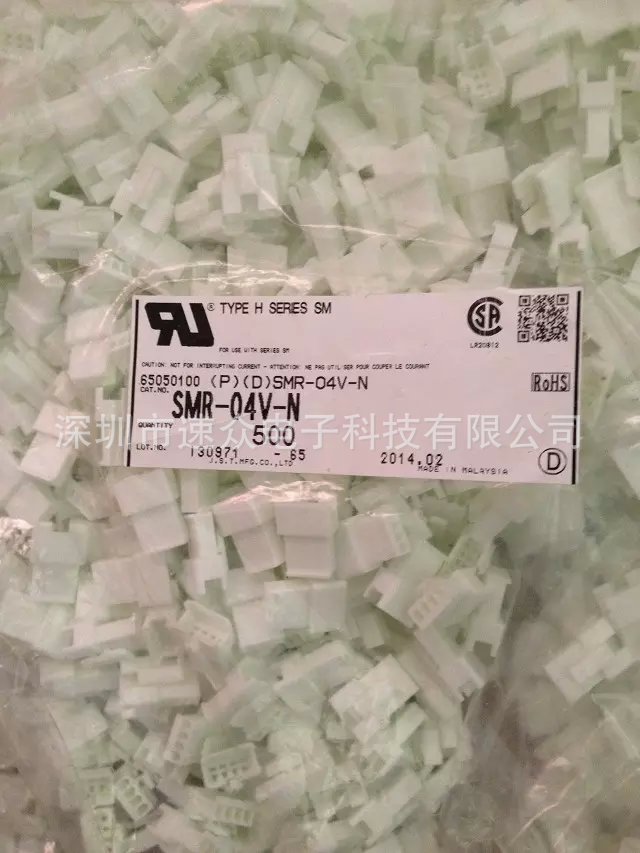 ® TYPE H SERIES SM
FOR USE WITH SERIES SM
LR20812
CAUTION: NOT FOR INTERRUPTING CURRENT - ATTENTION: NE PAS UTILISER POUR COUPER LE COURANT
65050100 (P)(D)SMR-04V-N
RoHS
CAT.NO. SMR-04V-N
深圳市速众电子科技有限公司
QUANTITY 500
LOT.NO. 130971 -.65 2014,02
J.S.T.MFG.CO.,LTD MADE IN MALAYSIA
D